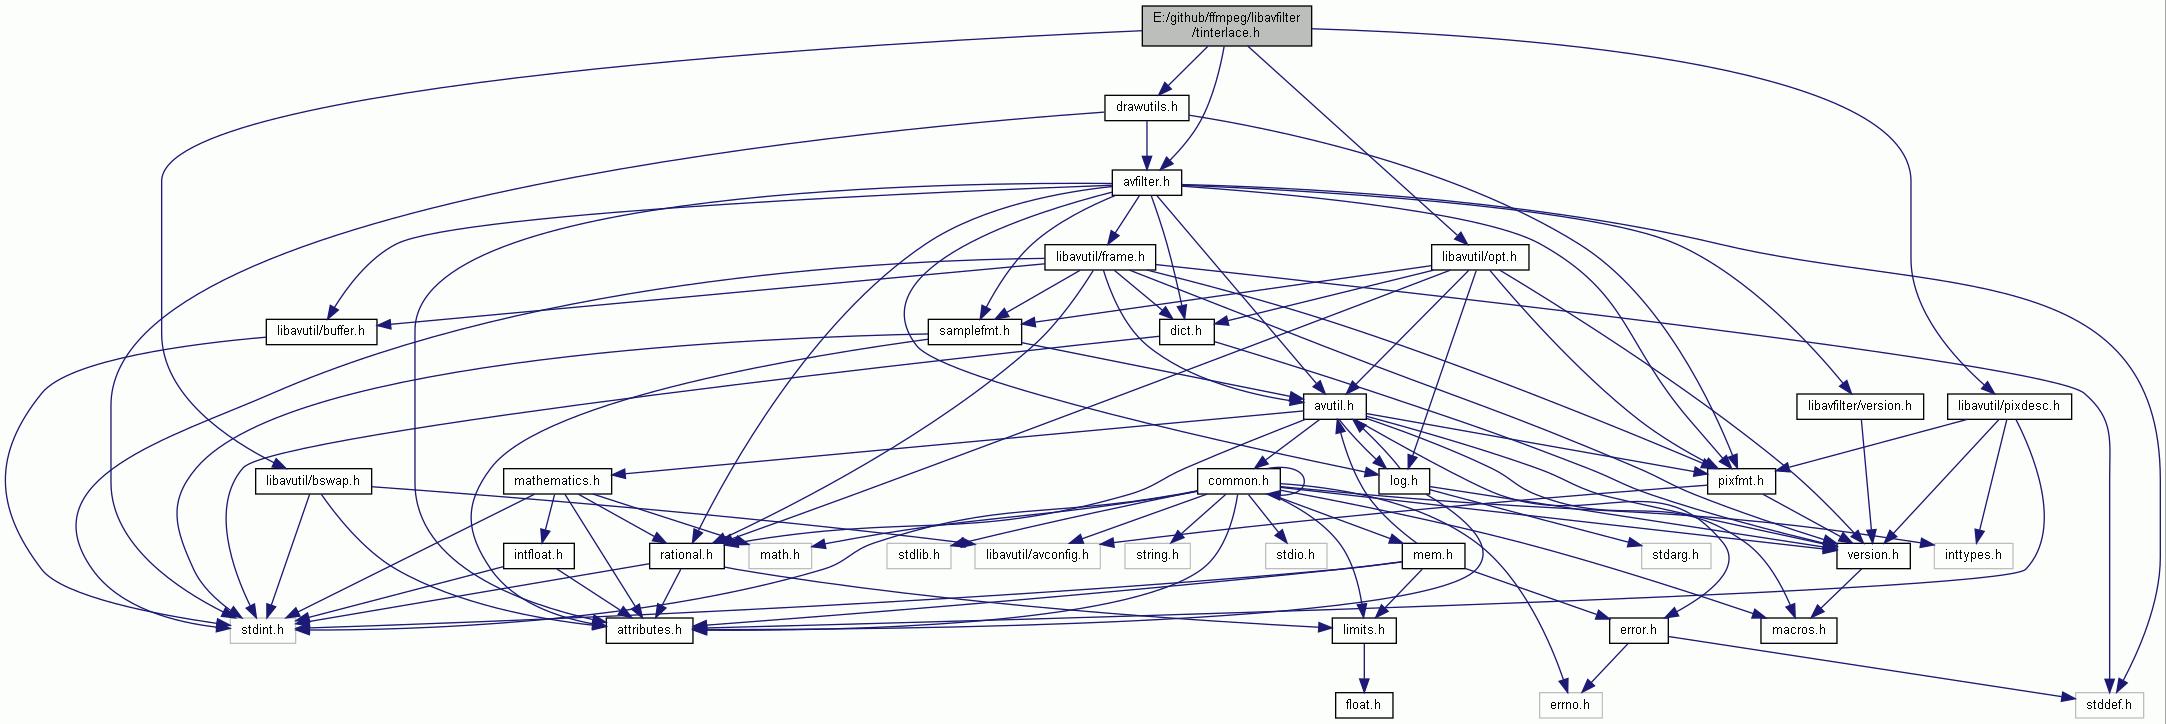 E:/github/ffmpeg/libavfilter
/tinterlace.h
drawutils.h
avfilter.h
libavutil/frame.h
libavutil/opt.h
libavutil/buffer.h
samplefmt.h
dict.h
avutil.h
libavfilter/version.h
libavutil/pixdesc.h
libavutil/bswap.h
mathematics.h
common.h
log.h
pixfmt.h
intfloat.h
rational.h
math.h
stdlib.h
libavutil/avconfig.h
string.h
stdio.h
mem.h
stdarg.h
version.h
inttypes.h
stdint.h
attributes.h
limits.h
error.h
macros.h
float.h
errno.h
stddef.h